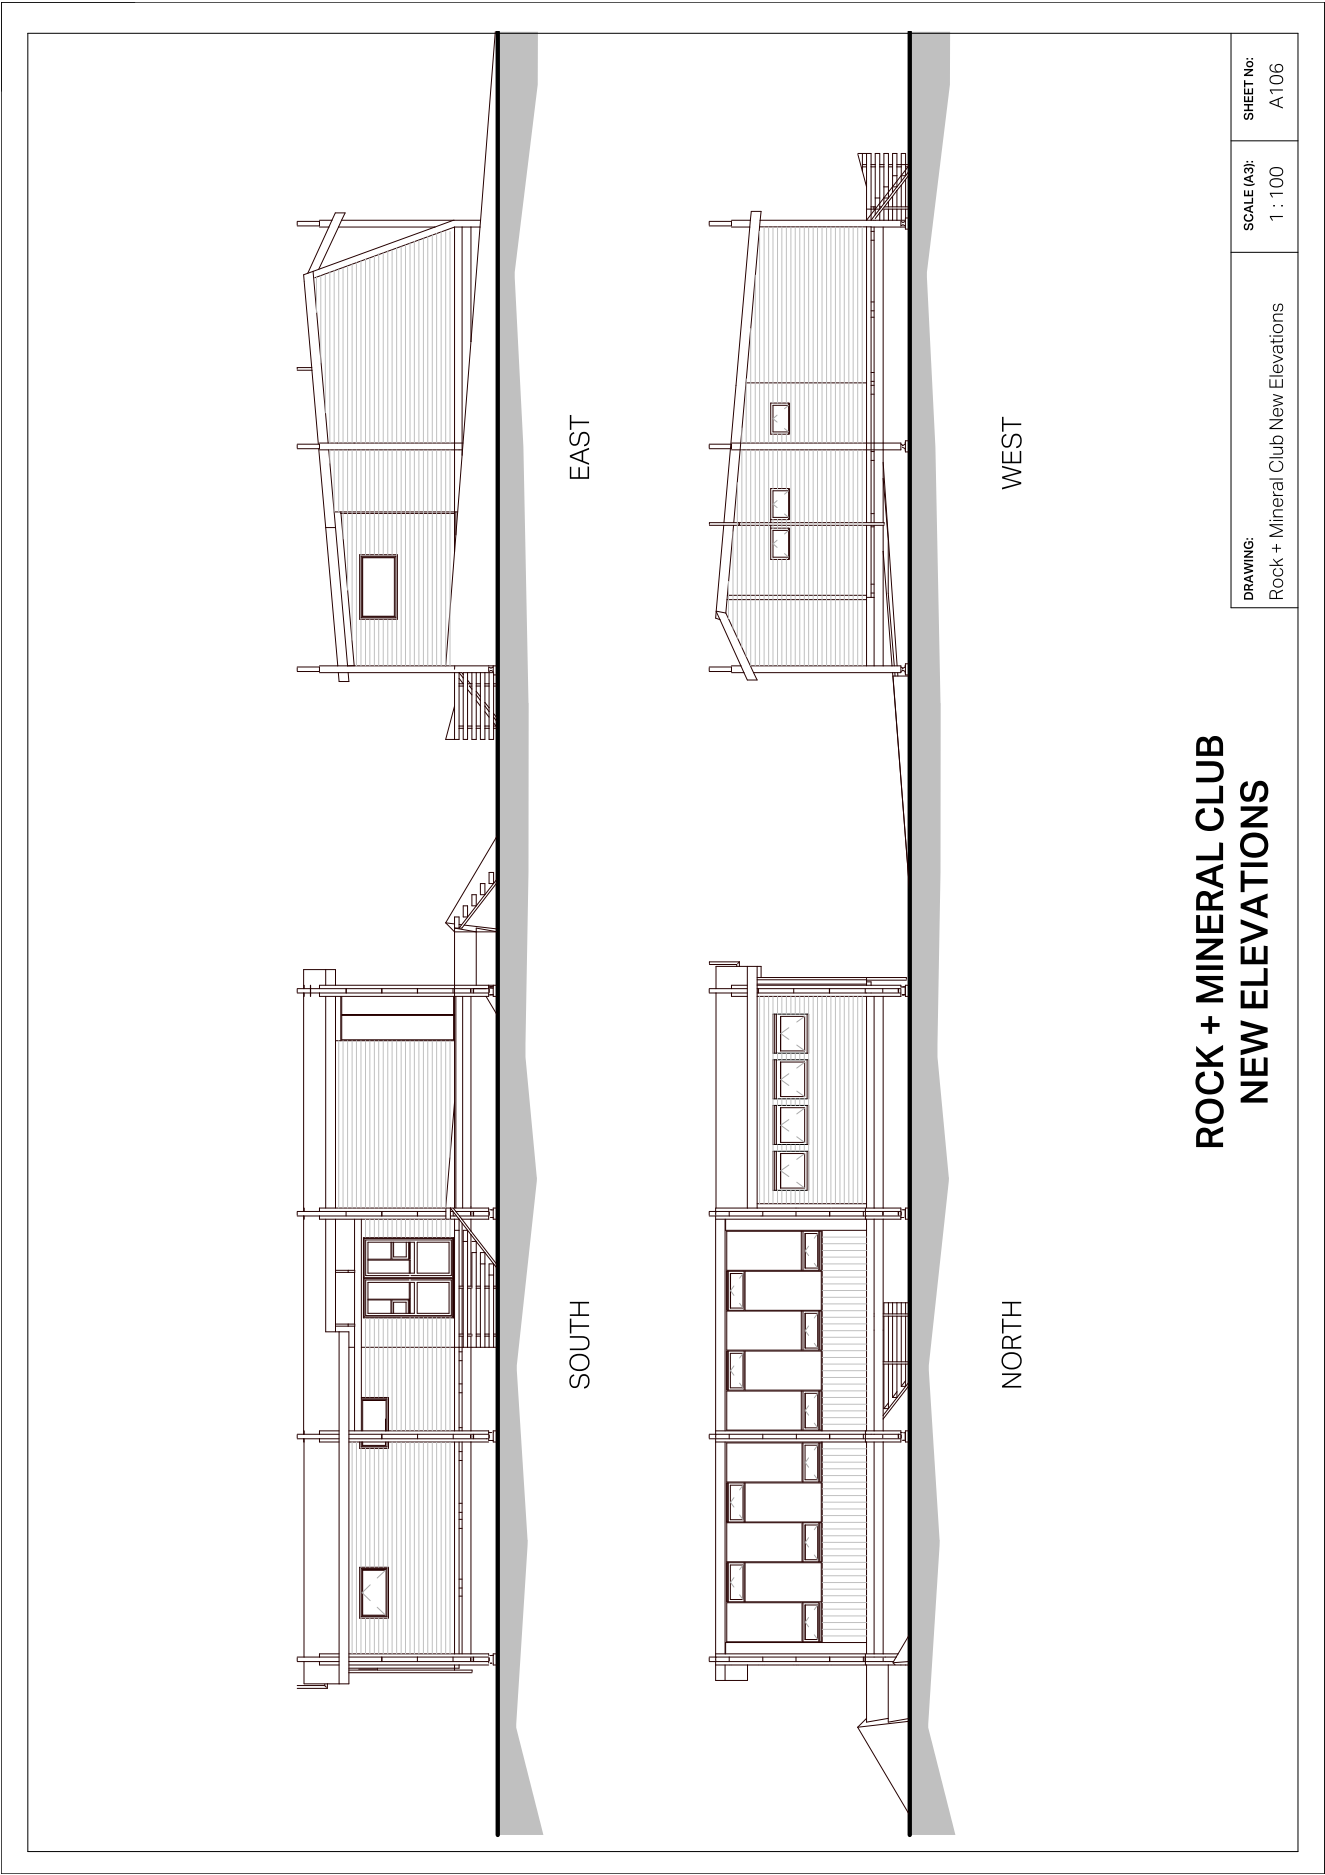 SOUTH
EAST
NORTH
WEST
ROCK + MINERAL CLUB
NEW ELEVATIONS
DRAWING:
Rock + Mineral Club New Elevations
SCALE (A3):
1 : 100
SHEET No:
A106